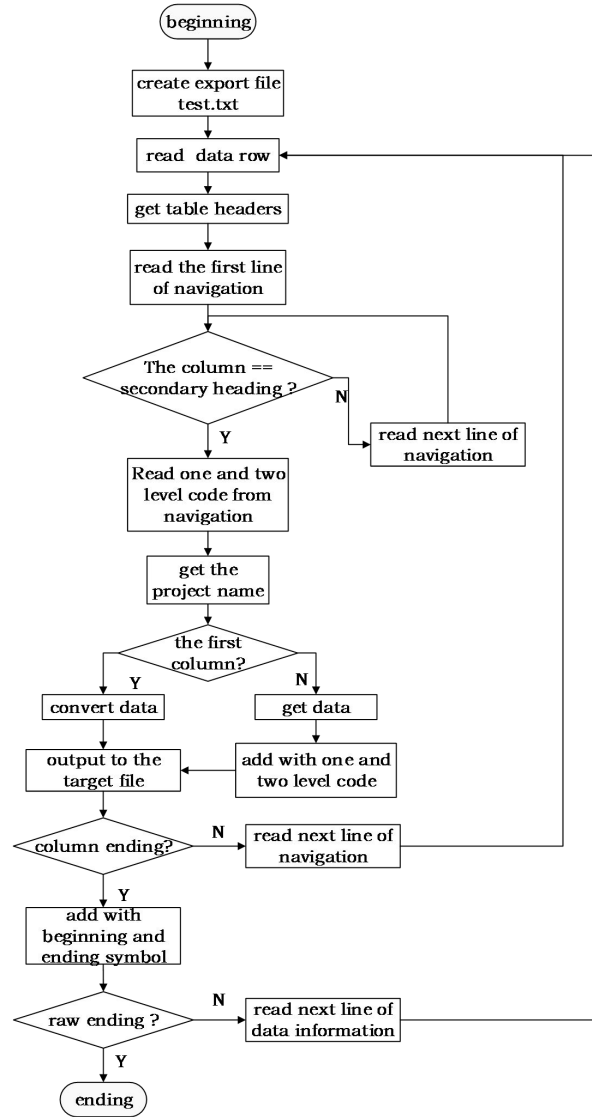 beginning
create export file
test.txt
read data row
get table headers
read the first line
of navigation
The column ==
secondary heading ?
N
read next line of
navigation
Y
Read one and two
level code from
navigation
get the
project name
the first
column?
Y
N
convert data
get data
output to the
target file
add with one and
two level code
column ending?
N
read next line of
navigation
Y
add with
beginning and
ending symbol
raw ending ?
N
read next line of
data information
Y
ending